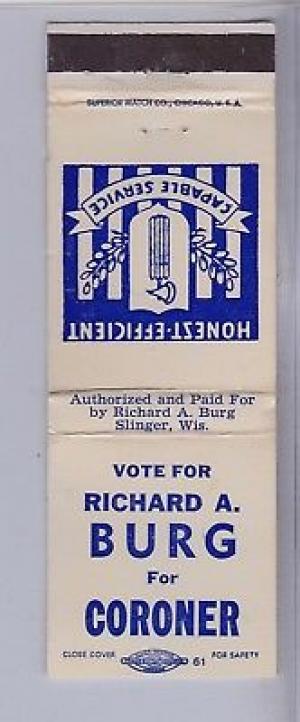 SUPERIOR MATCH CO., CHICAGO, U.S.A.
CAPABLE SERVICE
HONEST-EFFICIENT
Authorized and Paid For
by Richard A. Burg
Slinger, Wis.
VOTE FOR
RICHARD A.
BURG
For
CORONER
CLOSE COVER 61 FOR SAFETY